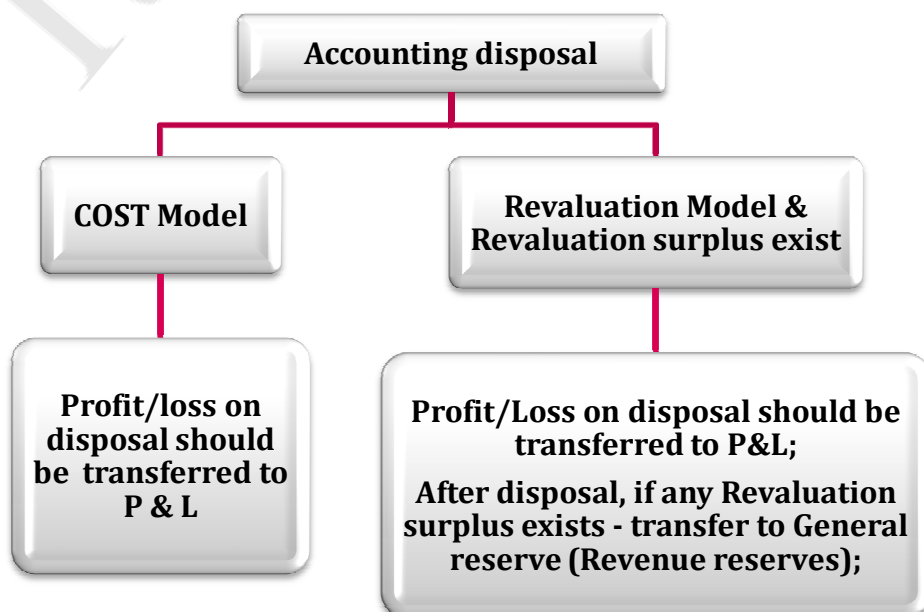 Accounting disposal
COST Model
Revaluation Model &
Revaluation surplus exist
Profit/loss on
disposal should
be transferred to
P & L
Profit/Loss on disposal should be
transferred to P&L;
After disposal, if any Revaluation
surplus exists - transfer to General
reserve (Revenue reserves);